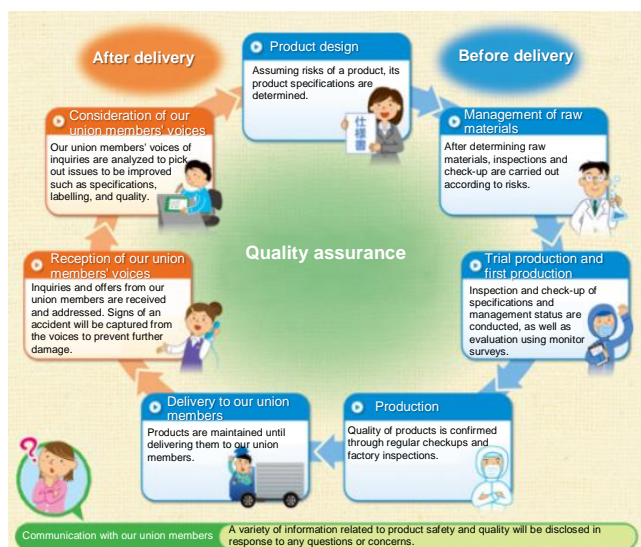 After delivery
Before delivery
Product design
Assuming risks of a product, its
product specifications are
determined.
仕様書
Management of raw
materials
After determining raw
materials, inspections and
check-up are carried out
according to risks.
Trial production and
first production
Inspection and check-up of
specifications and
management status are
conducted, as well as
evaluation using monitor
surveys.
Production
Quality of products is confirmed
through regular checkups and
factory inspections.
Delivery to our union
members
Products are maintained until
delivering them to our union
members.
Reception of our union
members' voices
Inquiries and offers from our
union members are received
and addressed. Signs of an
accident will be captured from
the voices to prevent further
damage.
Consideration of our
union members' voices
Our union members' voices of
inquiries are analyzed to pick
out issues to be improved
such as specifications,
labelling, and quality.
Quality assurance
?
Communication with our union members
A variety of information related to product safety and quality will be disclosed in
response to any questions or concerns.